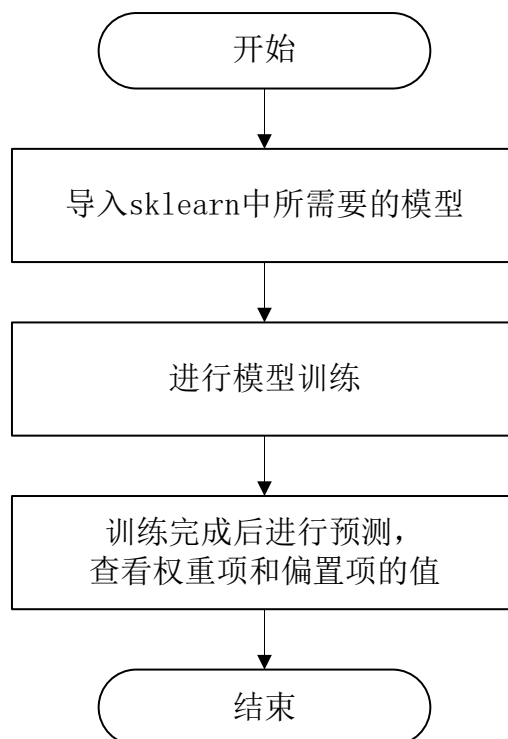 开始
导入sklearn中所需要的模型
进行模型训练
训练完成后进行预测，
查看权重项和偏置项的值
结束